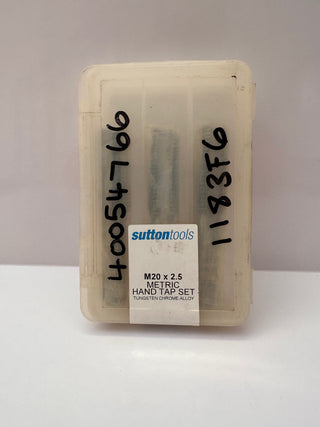 40054766
suttontools
M20 x 2.5
METRIC
HAND TAP SET
TUNGSTEN CHROME ALLOY
1183F6